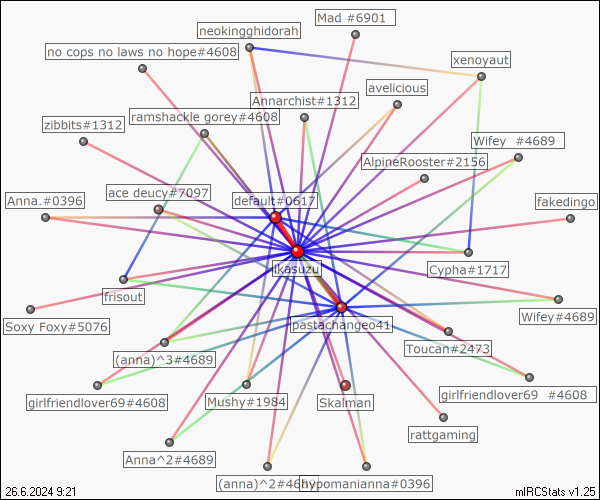 Mad #6901
neokingghidorah
no cops no laws no hope#4608
xenoyaut
avelicious
Annarchist#1312
ramshackle gorey#4608
zibbits#1312
Wifey #4689
AlpineRooster#2156
ace deucy#7097
Anna.#0396
default#0617
fakedingo
ikasuzu
Cypha#1717
frisout
Wifey#4689
Soxy Foxy#5076
pastachangeo41
Toucan#2473
(anna)^3#4689
girlfriendlover69 #4608
girlfriendlover69#4608
Mushy#1984
Skalman
rattgaming
Anna^2#4689
(anna)^2#4689
hypomanianna#0396
26.6.2024 9:21
mIRCStats v1.25